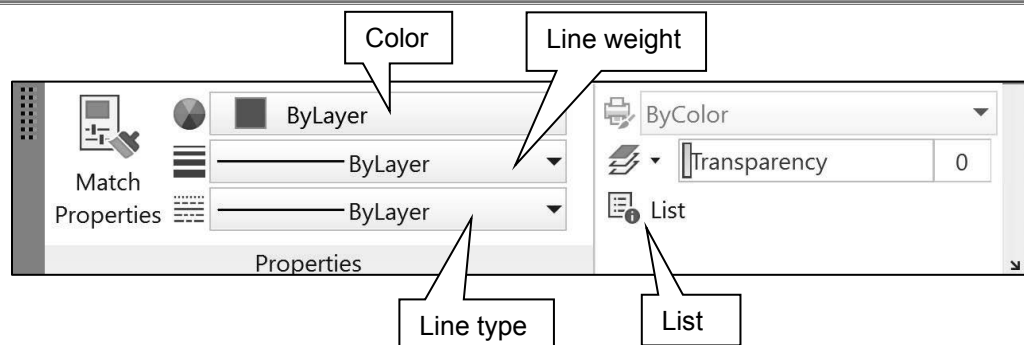 Color
Line weight
ByLayer
ByColor
ByLayer
Transparency 0
Match
Properties
ByLayer
List
Properties
Line type
List